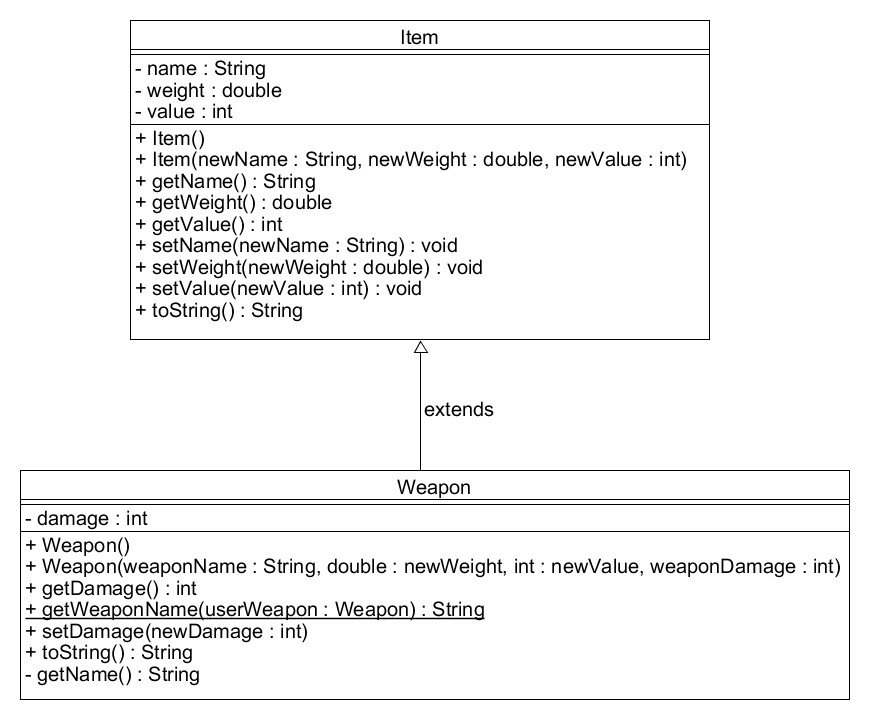 Item
- name : String
- weight : double
- value : int
+ Item()
+ Item(newName : String, newWeight : double, newValue : int)
+ getName() : String
+ getWeight() : double
+ getValue() : int
+ setName(newName : String) : void
+ setWeight(newWeight : double) : void
+ setValue(newValue : int) : void
+ toString() : String
extends
Weapon
- damage : int
+ Weapon()
+ Weapon(weaponName : String, double : newWeight, int : newValue, weaponDamage : int)
+ getDamage() : int
+ getWeaponName(userWeapon : Weapon) : String
+ setDamage(newDamage : int)
+ toString() : String
- getName() : String